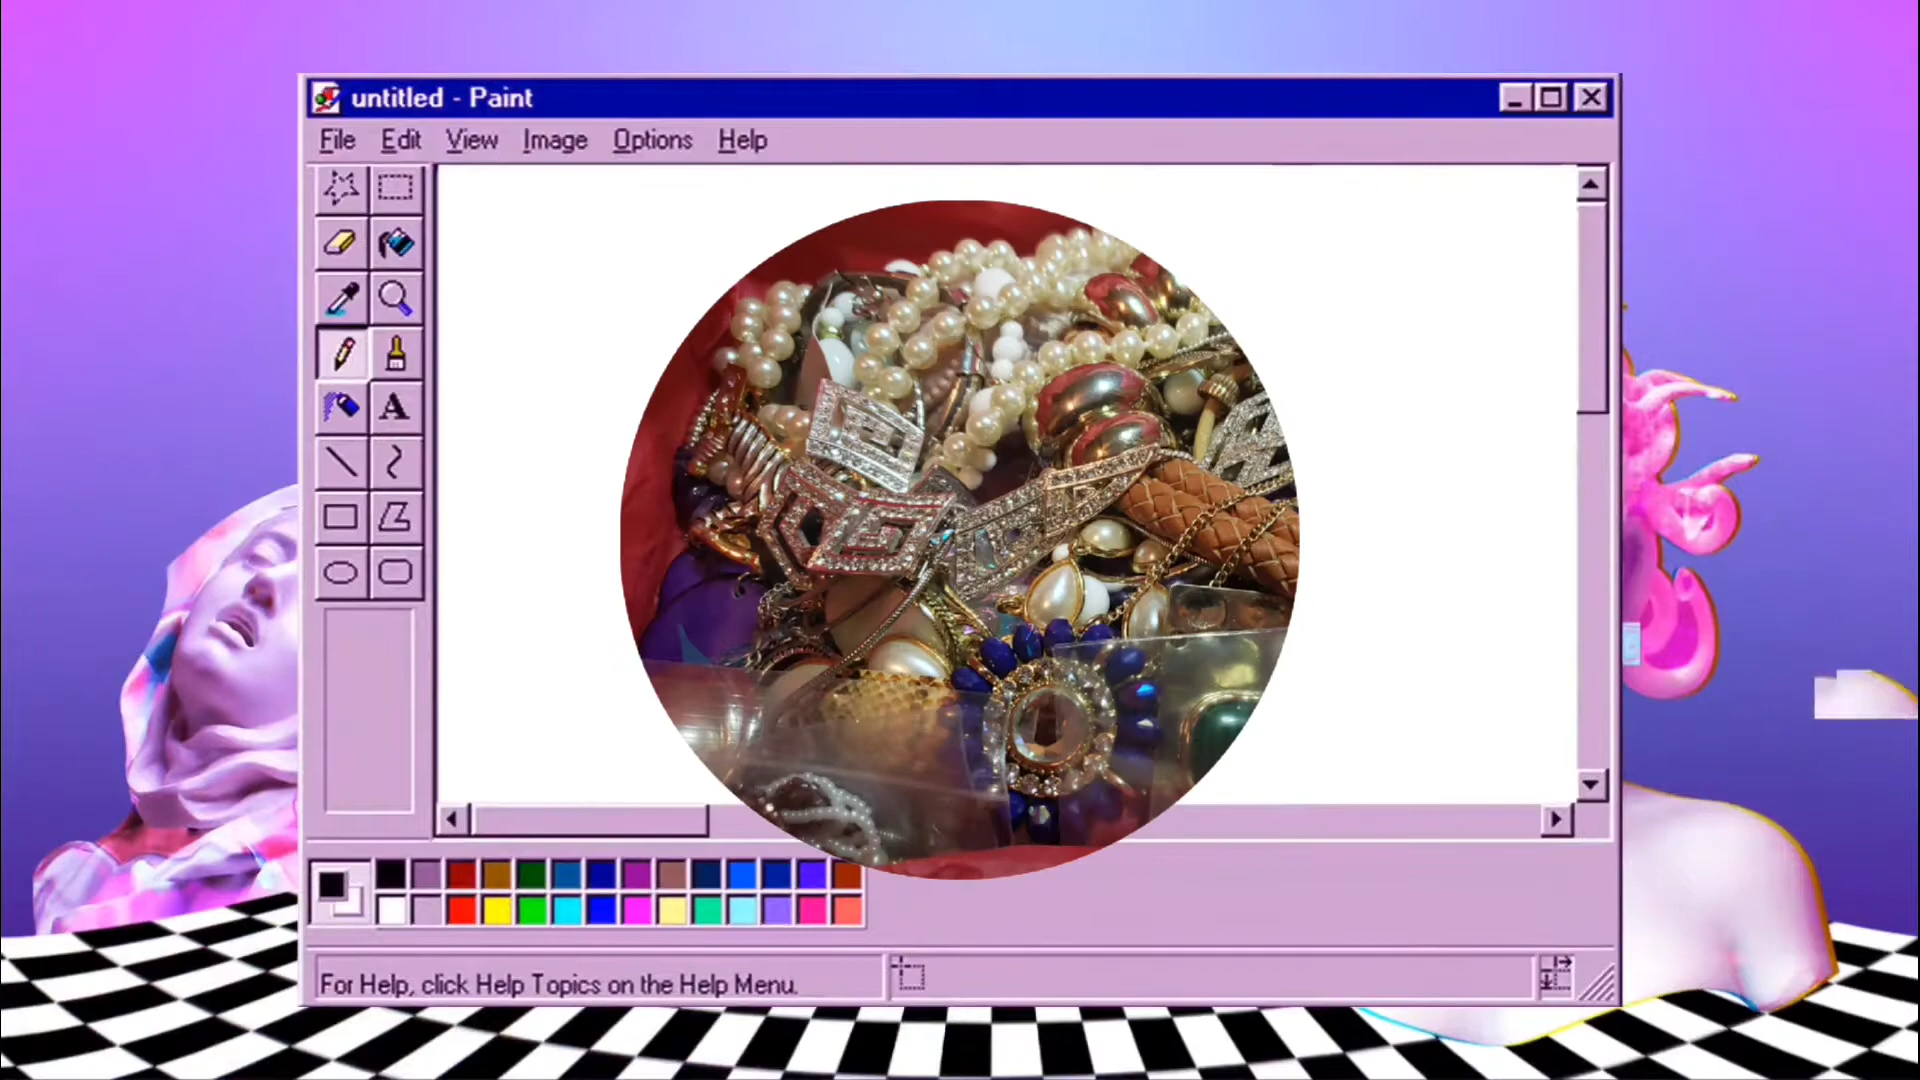 untitled - Paint
File Edit View Image Options Help
A
For Help, click Help Topics on the Help Menu.